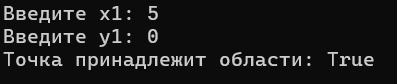 Введите x1: 5
Введите y1: 0
Точка принадлежит области: True